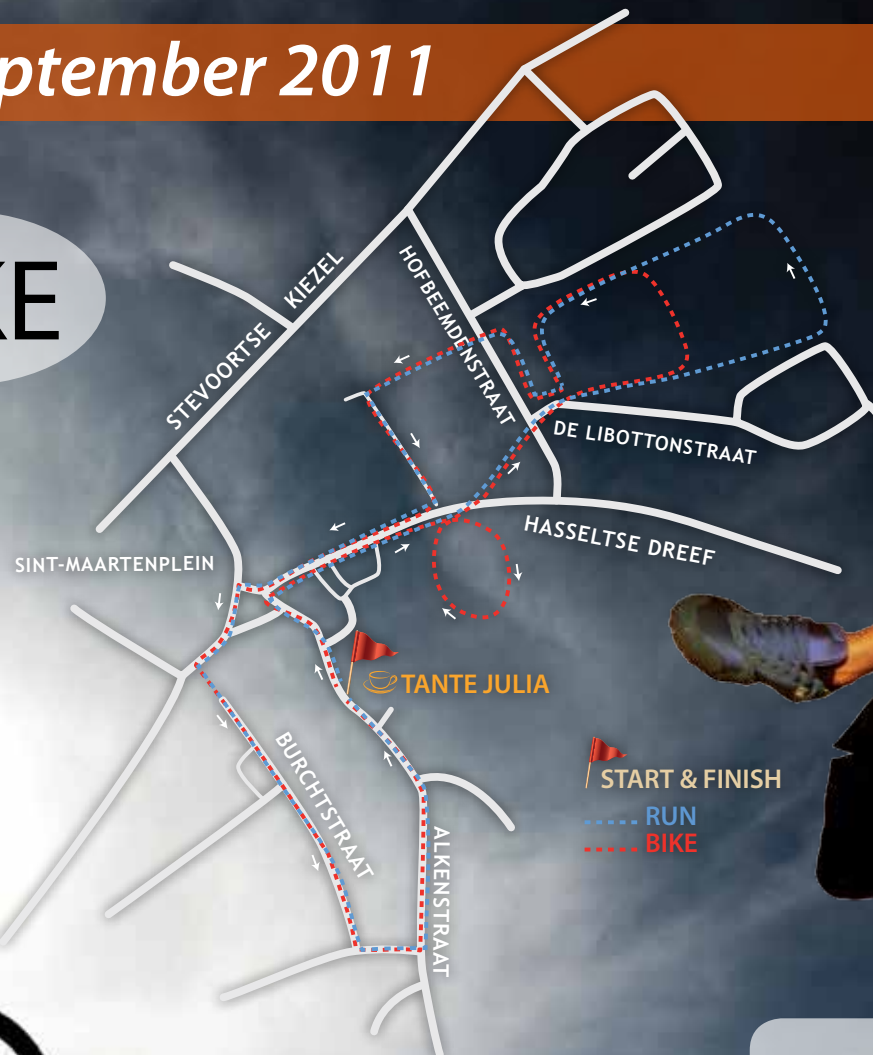 ptember 2011
KE
STEVOORTSE KIEZEL
HOFBEEMDENSTRAAT
DE LIBOTTONSTRAAT
HASSELTSE DREEF
SINT-MAARTENPLEIN
TANTE JULIA
BURCHTSTRAAT
ALKENSTRAAT
START & FINISH
RUN
BIKE